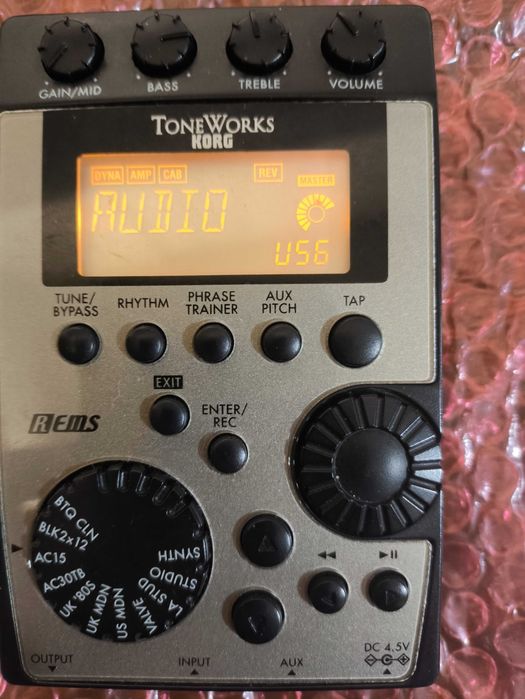 GAIN/MID BASS TREBLE VOLUME
TONEWORKS
KORG
DYNA AMP CAB REV MASTER
AUDIO
US6
TUNE/
BYPASS
RHYTHM
PHRASE
TRAINER
AUX
PITCH
TAP
EXIT
ENTER/
REC
REMS
BTQ CLN
BLK2x12
AC15
AC30TB
UK '80S
UK MDN
US MDN
VALVE
LA STUD
STUDIO
SYNTH
DC 4.5V
OUTPUT INPUT AUX